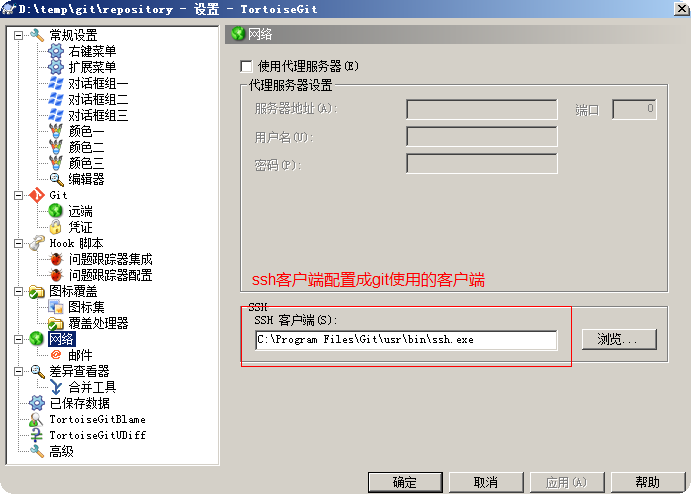 D:\temp\git\repository - 设置 - TortoiseGit
常规设置
右键菜单
扩展菜单
对话框组一
对话框组二
对话框组三
颜色一
颜色二
颜色三
编辑器
Git
远端
凭证
Hook 脚本
问题跟踪器集成
问题跟踪器配置
图标覆盖
图标集
覆盖处理器
网络
邮件
差异查看器
合并工具
已保存数据
TortoiseGitBlame
TortoiseGitUDiff
高级
网络
使用代理服务器(E)
代理服务器设置
服务器地址(A):
端口
0
用户名(U):
密码(P):
ssh客户端配置成git使用的客户端
SSH
SSH 客户端(S):
C:\Program Files\Git\usr\bin\ssh.exe
浏览...
确定
取消
应用(A)
帮助